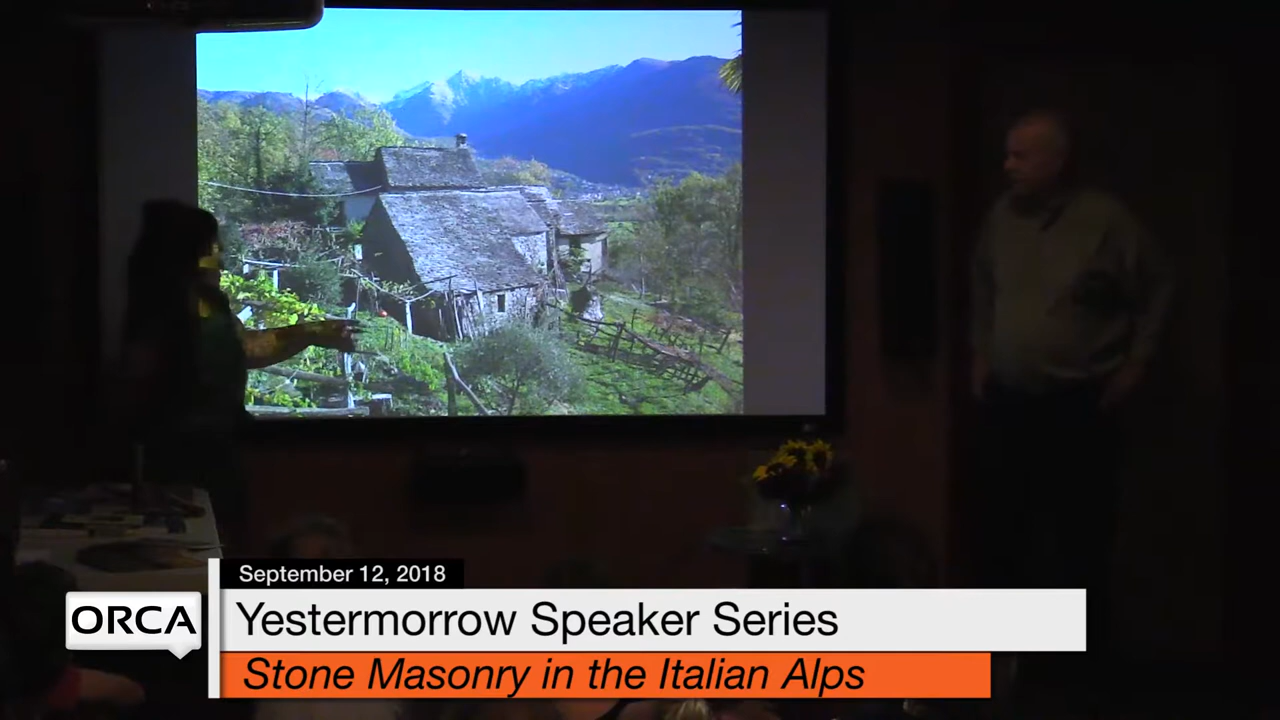 September 12, 2018
ORCA
Yestermorrow Speaker Series
Stone Masonry in the Italian Alps